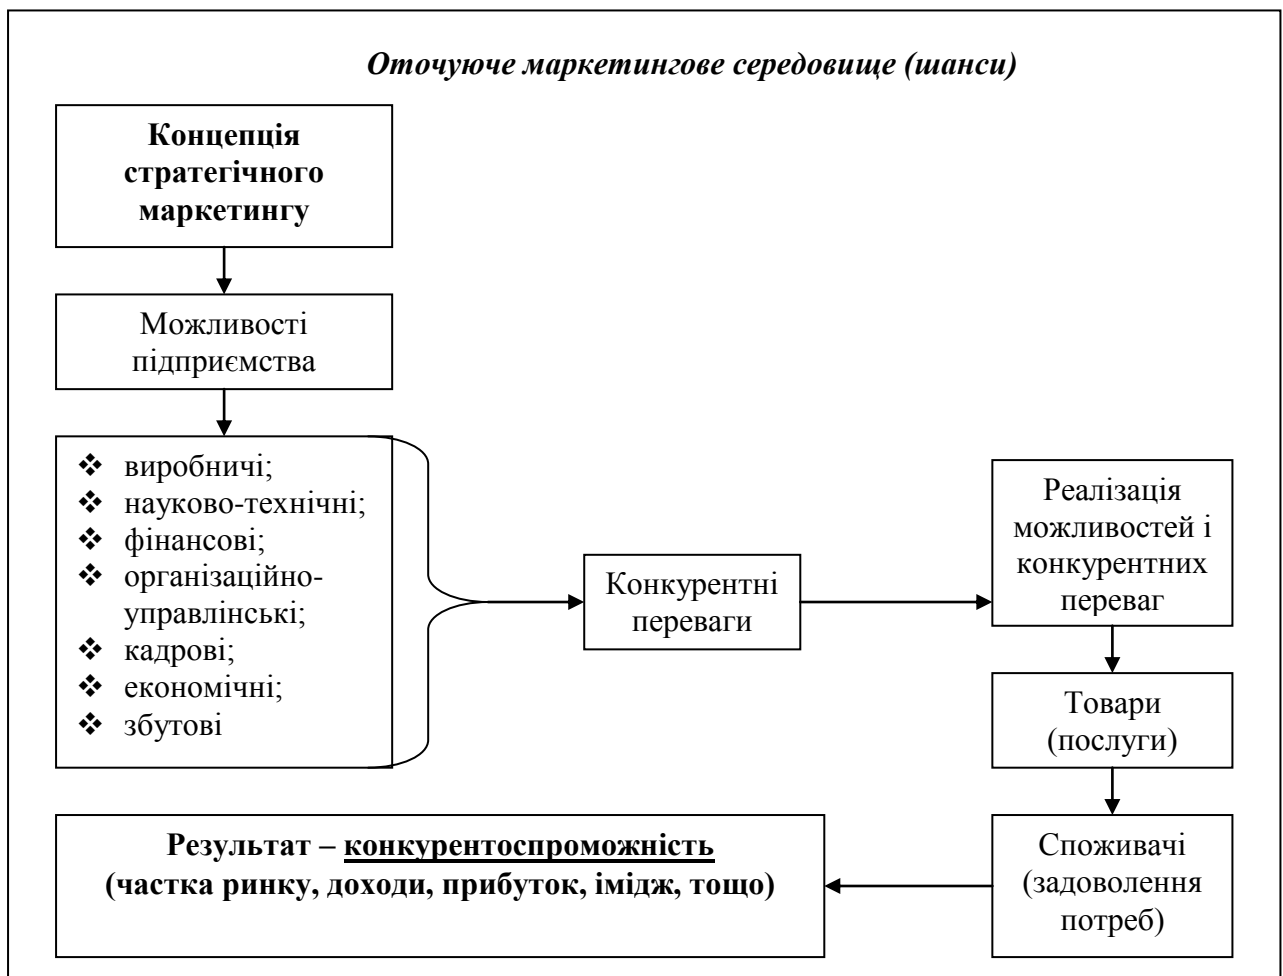 Оточуюче маркетингове середовище (шанси)
Концепція
стратегічного
маркетингу
Можливості
підприємства
❖ виробничі;
❖ науково-технічні;
❖ фінансові;
❖ організаційно-
управлінські;
❖ кадрові;
❖ економічні;
❖ збутові
Конкурентні
переваги
Реалізація
можливостей і
конкурентних
переваг
Товари
(послуги)
Споживачі
(задоволення
потреб)
Результат – конкурентоспроможність
(частка ринку, доходи, прибуток, імідж, тощо)